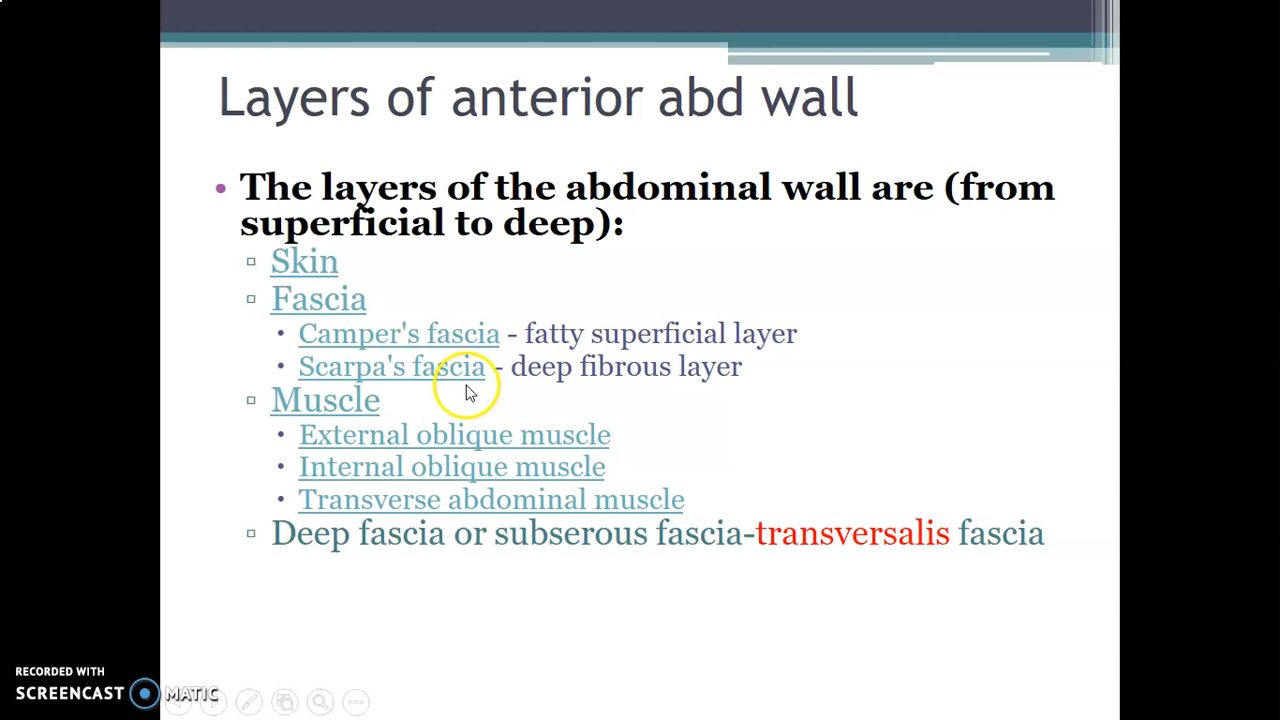 Layers of anterior abd wall
• The layers of the abdominal wall are (from
superficial to deep):
▫ Skin
▫ Fascia
• Camper's fascia - fatty superficial layer
• Scarpa's fascia - deep fibrous layer
▫ Muscle
• External oblique muscle
• Internal oblique muscle
• Transverse abdominal muscle
▫ Deep fascia or subserous fascia-transversalis fascia
RECORDED WITH
SCREENCAST MATIC